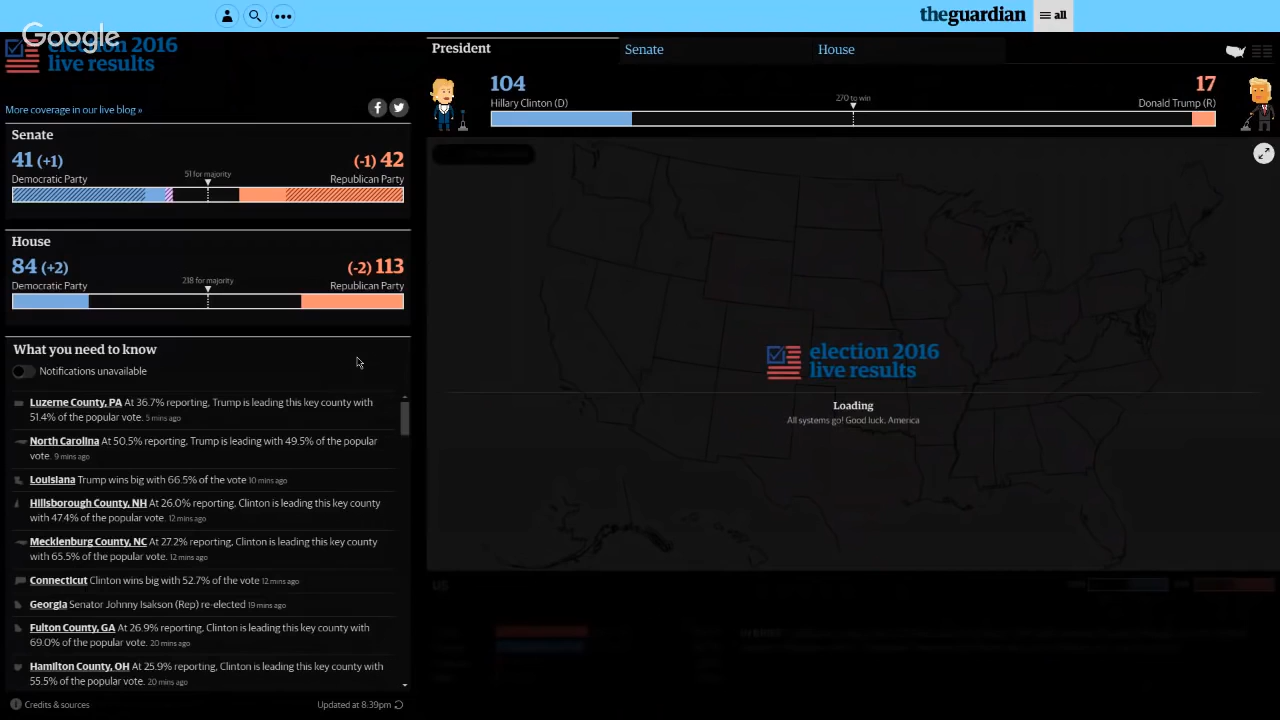 theguardian
all
Google
election 2016
live results
More coverage in our live blog »
Senate
41 (+1)
(-1) 42
51 for majority
Democratic Party
Republican Party
House
84 (+2)
(-2) 113
218 for majority
Democratic Party
Republican Party
What you need to know
Notifications unavailable
Luzerne County, PA At 36.7% reporting, Trump is leading this key county with
51.4% of the popular vote. 5 mins ago
North Carolina At 50.5% reporting, Trump is leading with 49.5% of the popular
vote. 9 mins ago
Louisiana Trump wins big with 66.5% of the vote 10 mins ago
Hillsborough County, NH At 26.0% reporting, Clinton is leading this key county
with 47.4% of the popular vote. 12 mins ago
Mecklenburg County, NC At 27.2% reporting, Clinton is leading this key county
with 65.5% of the popular vote. 12 mins ago
Connecticut Clinton wins big with 52.7% of the vote 12 mins ago
Georgia Senator Johnny Isakson (Rep) re-elected 19 mins ago
Fulton County, GA At 26.9% reporting, Clinton is leading this key county with
69.0% of the popular vote. 20 mins ago
Hamilton County, OH At 25.9% reporting, Clinton is leading this key county with
55.5% of the popular vote. 20 mins ago
Credits & sources
Updated at 8:39pm
President
Senate
House
104
17
Hillary Clinton (D)
270 to win
Donald Trump (R)
election 2016
live results
Loading
All systems go! Good luck, America
US